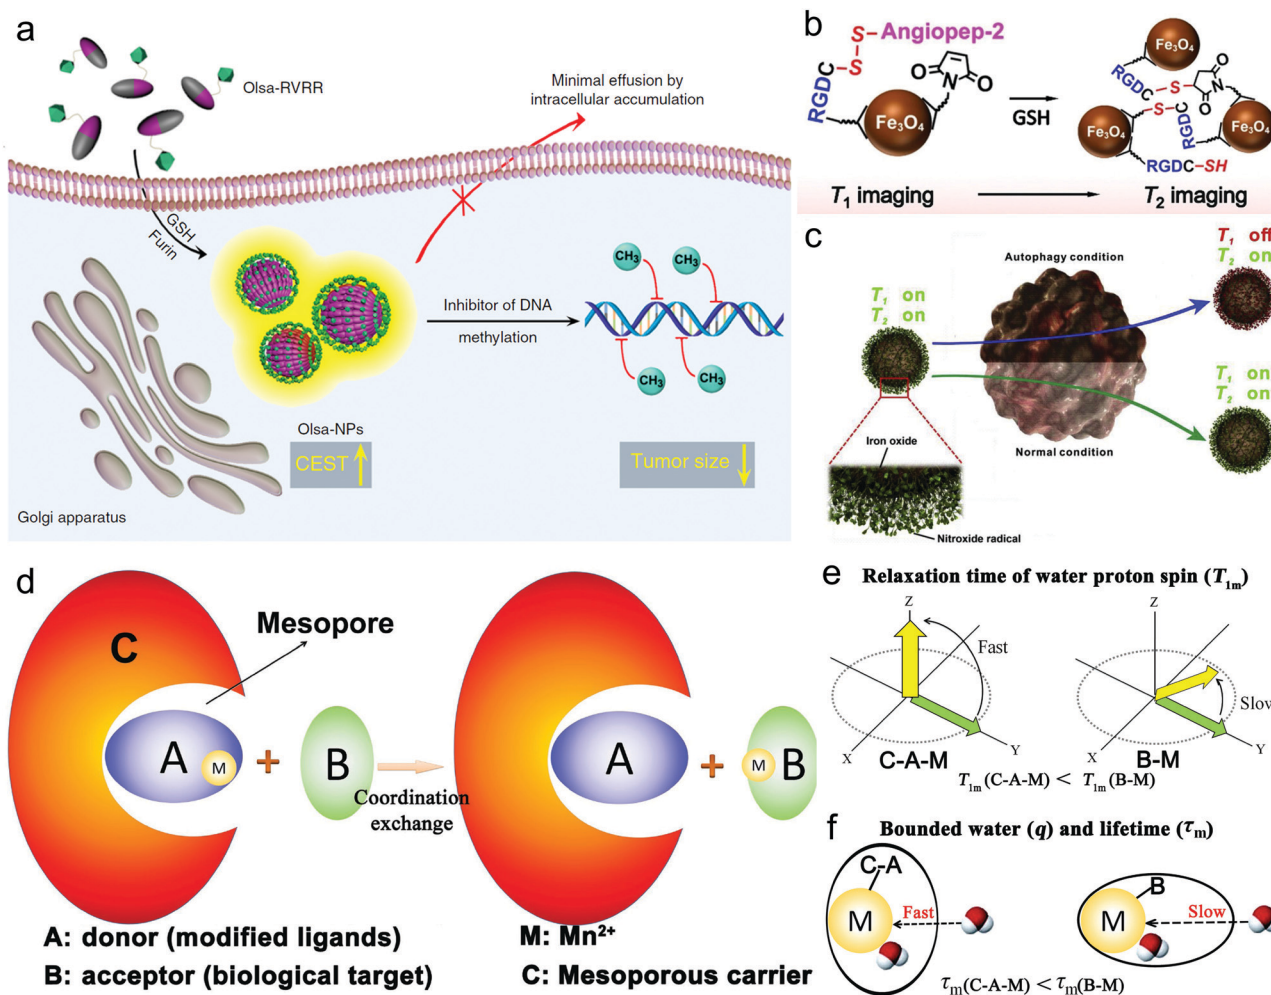 a
Olsa-RVRR
Minimal effusion by
intracellular accumulation
GSH
Furin
Inhibitor of DNA
methylation
CH₃
CH₃
CH₃
CH₃
Olsa-NPs
CEST
Tumor size
Golgi apparatus
b
S–Angiopep-2
S
RGDC
O
N
O
Fe₃O₄
GSH
Fe₃O₄
RGDC
S
O
N
O
Fe₃O₄
S–C
RGDC
Fe₃O₄
RGDC–SH
T₁ imaging
T₂ imaging
c
T₁ on
T₂ on
Autophagy condition
T₁ off
T₂ on
T₁ on
T₂ on
Normal condition
Iron oxide
Nitroxide radical
d
C
Mesopore
A
M
+
B
Coordination
exchange
A
+
M
B
A: donor (modified ligands)
M: Mn²⁺
B: acceptor (biological target)
C: Mesoporous carrier
e
Relaxation time of water proton spin (T₁ₘ)
Z
Fast
X
Y
C-A-M
Z
Slow
X
Y
B-M
T₁ₘ(C-A-M) < T₁ₘ(B-M)
f
Bounded water (q) and lifetime (τₘ)
C-A
M
Fast
B
M
Slow
τₘ(C-A-M) < τₘ(B-M)